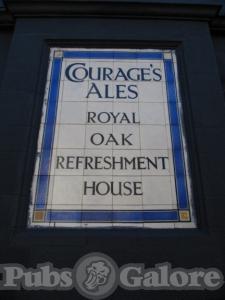 COURAGE'S
ALES
ROYAL
OAK
REFRESHMENT
HOUSE
Pubs Galore